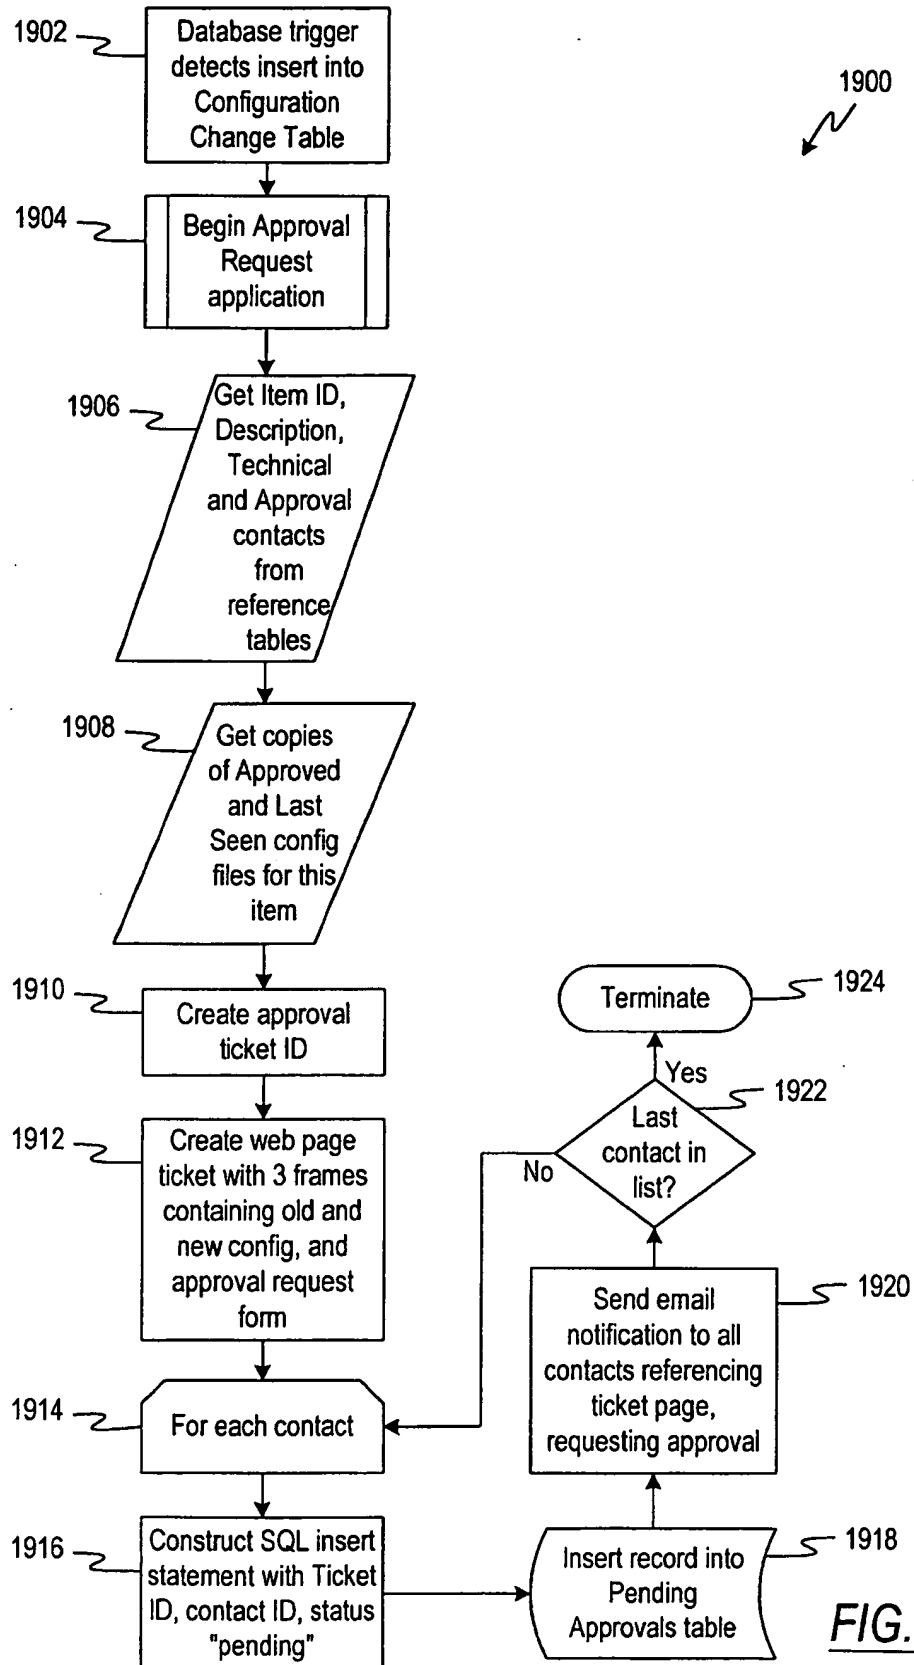 1902
Database trigger
detects insert into
Configuration
Change Table
1900
1904
Begin Approval
Request
application
1906
Get Item ID,
Description,
Technical
and Approval
contacts
from
reference
tables
1908
Get copies
of Approved
and Last
Seen config
files for this
item
1910
Create approval
ticket ID
1912
Create web page
ticket with 3 frames
containing old and
new config, and
approval request
form
1914
For each contact
1916
Construct SQL insert
statement with Ticket
ID, contact ID, status
"pending"
Insert record into
Pending
Approvals table
1918
Send email
notification to all
contacts referencing
ticket page,
requesting approval
1920
Last
contact in
list?
1922
No
Yes
Terminate
1924
FIG.